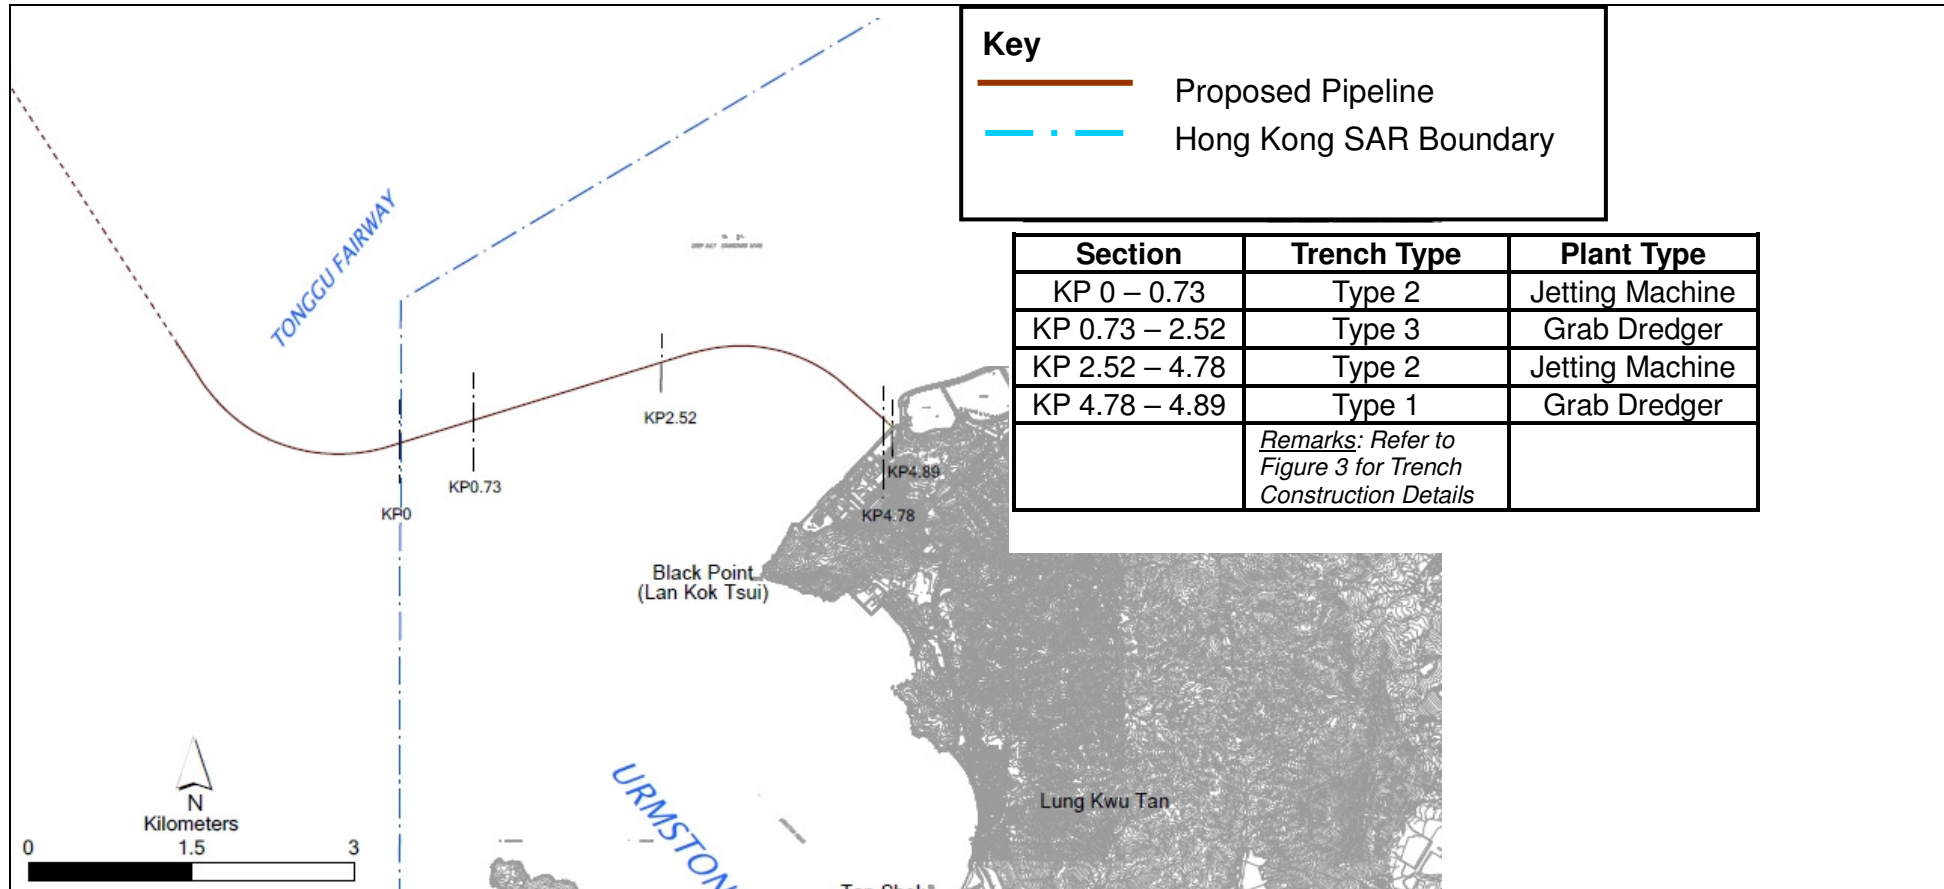 Key
Proposed Pipeline
Hong Kong SAR Boundary
Section Trench Type Plant Type
KP 0 – 0.73 Type 2 Jetting Machine
KP 0.73 – 2.52 Type 3 Grab Dredger
KP 2.52 – 4.78 Type 2 Jetting Machine
KP 4.78 – 4.89 Type 1 Grab Dredger
Remarks: Refer to
Figure 3 for Trench
Construction Details
TONGGU FAIRWAY
KP2.52
KP4.89
KP0.73
KP0
KP4.78
Black Point
(Lan Kok Tsui)
URMSTON
Lung Kwu Tan
N
Kilometers
0 1.5 3